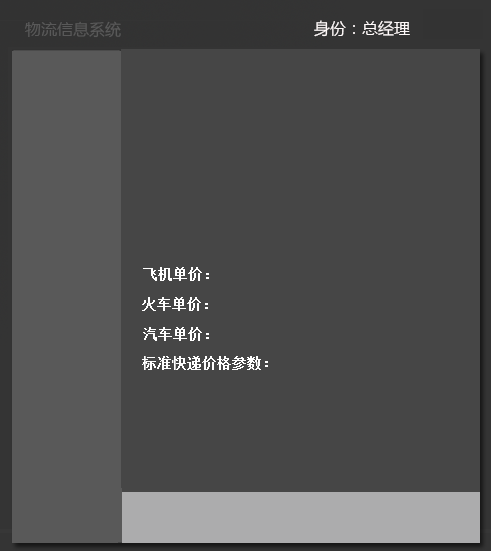 物流信息系统
身份：总经理
飞机单价：
火车单价：
汽车单价：
标准快递价格参数：